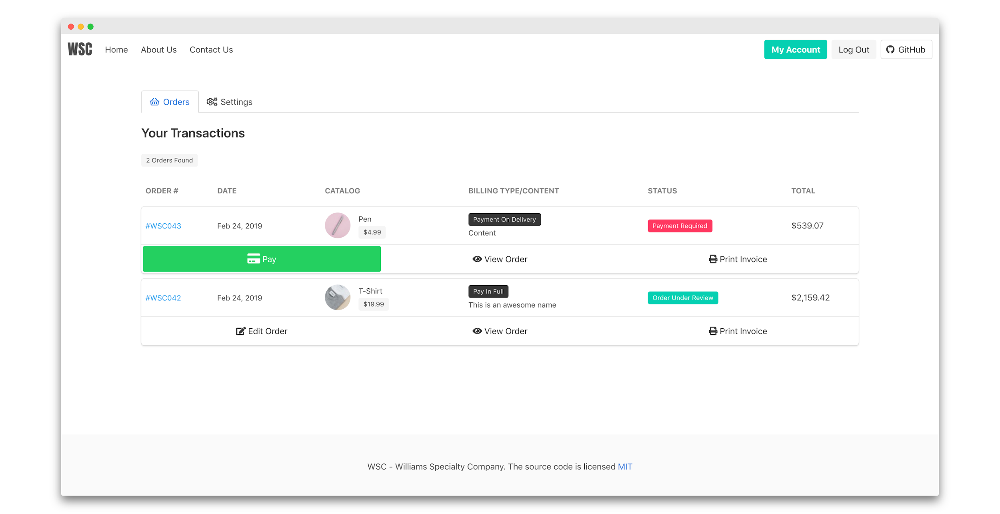 WSC Home About Us Contact Us My Account Log Out GitHub
Orders Settings
Your Transactions
2 Orders Found
ORDER # DATE CATALOG BILLING TYPE/CONTENT STATUS TOTAL
#WSC043 Feb 24, 2019 Pen $4.99 Payment On Delivery Content Payment Required $539.07
Pay View Order Print Invoice
#WSC042 Feb 24, 2019 T-Shirt $19.99 Pay In Full This is an awesome name Order Under Review $2,159.42
Edit Order View Order Print Invoice
WSC - Williams Specialty Company. The source code is licensed MIT